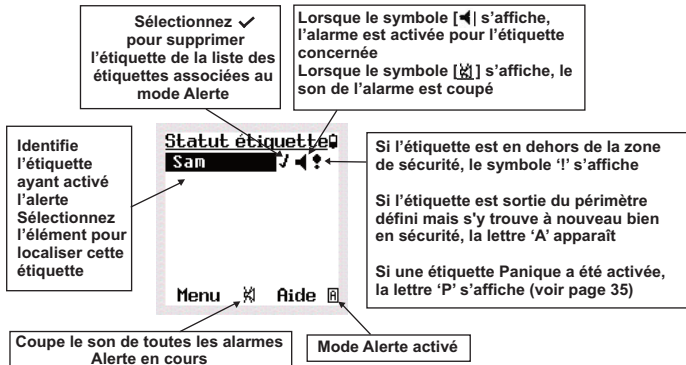 Sélectionnez ✓
pour supprimer
l'étiquette de la liste des
étiquettes associées au
mode Alerte
Lorsque le symbole [◀| s'affiche,
l'alarme est activée pour l'étiquette
concernée
Lorsque le symbole [🔇] s'affiche, le
son de l'alarme est coupé
Identifie
l'étiquette
ayant activé
l'alerte
Sélectionnez
l'élément pour
localiser cette
étiquette
Statut étiquette
Sam ✓ ◀ !
Menu Aide A
Si l'étiquette est en dehors de la zone
de sécurité, le symbole '!' s'affiche
Si l'étiquette est sortie du périmètre
défini mais s'y trouve à nouveau bien
en sécurité, la lettre 'A' apparaît
Si une étiquette Panique a été activée,
la lettre 'P' s'affiche (voir page 35)
Coupe le son de toutes les alarmes
Alerte en cours
Mode Alerte activé